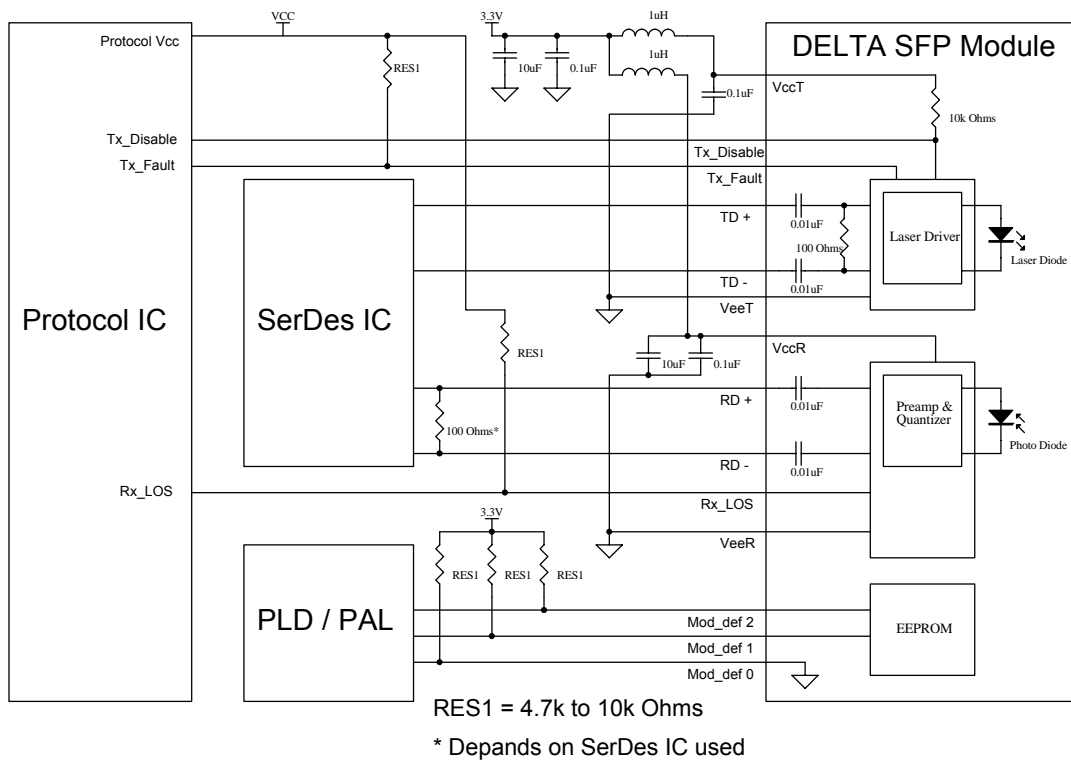 VCC
3.3V
1uH
Protocol Vcc
DELTA SFP Module
RES1
10uF
0.1uF
1uH
VccT
0.1uF
10k Ohms
Tx_Disable
Tx_Disable
Tx_Fault
Tx_Fault
TD +
0.01uF
100 Ohms
Laser Driver
Laser Diode
TD -
0.01uF
VeeT
Protocol IC
SerDes IC
RES1
10uF
0.1uF
VccR
RD +
0.01uF
Preamp &
Quantizer
100 Ohms*
Photo Diode
RD -
0.01uF
Rx_LOS
Rx_LOS
3.3V
VeeR
RES1
RES1
RES1
PLD / PAL
Mod_def 2
EEPROM
Mod_def 1
Mod_def 0
RES1 = 4.7k to 10k Ohms
* Depands on SerDes IC used